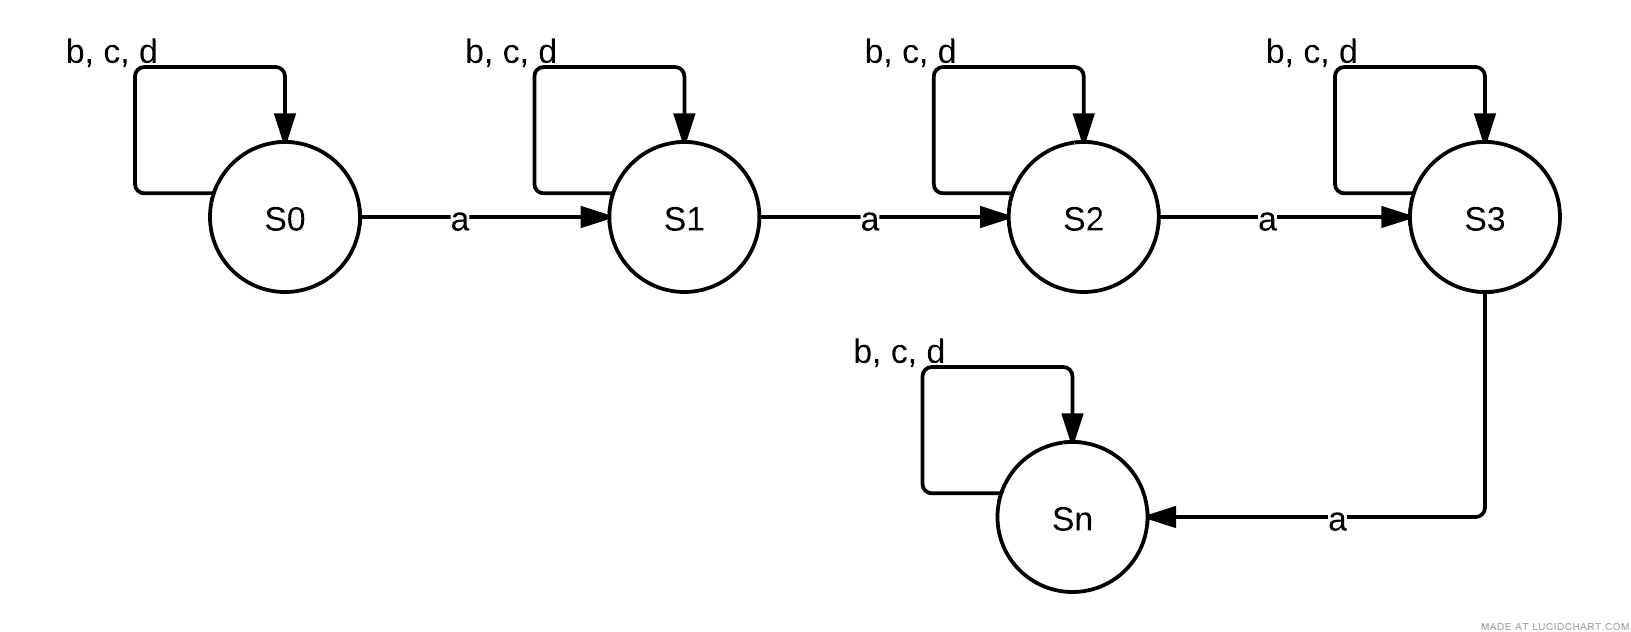 b, c, d
b, c, d
b, c, d
b, c, d
S0
a
S1
a
S2
a
S3
b, c, d
Sn
a
MADE AT LUCIDCHART.COM